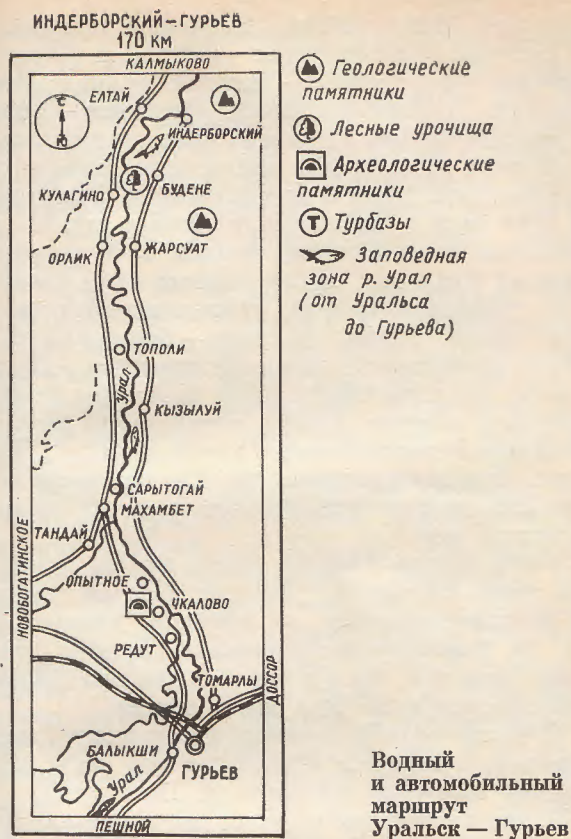 ИНДЕРБОРСКИЙ–ГУРЬЕВ
170 КМ
КАЛМЫКОВО
ЕЛТАЙ
С
Ю
ИНДЕРБОРСКИЙ
КУЛАГИНО
БУДЕНЕ
ОРЛИК
ЖАРСУАТ
ТОПОЛИ
Урал
КЫЗЫЛУЙ
САРЫТОГАЙ
МАХАМБЕТ
ТАНДАЙ
НОВОБОГАТИНСКОЕ
ОПЫТНОЕ
ЧКАЛОВО
РЕДУТ
ТОМАРЛЫ
ДОССОР
БАЛЫКШИ
ГУРЬЕВ
Урал
ПЕШНОЙ
Геологические
памятники
Лесные урочища
Археологические
памятники
Т Турбазы
Заповедная
зона р. Урал
(от Уральса
до Гурьева)
Водный
и автомобильный
маршрут
Уральск — Гурьев